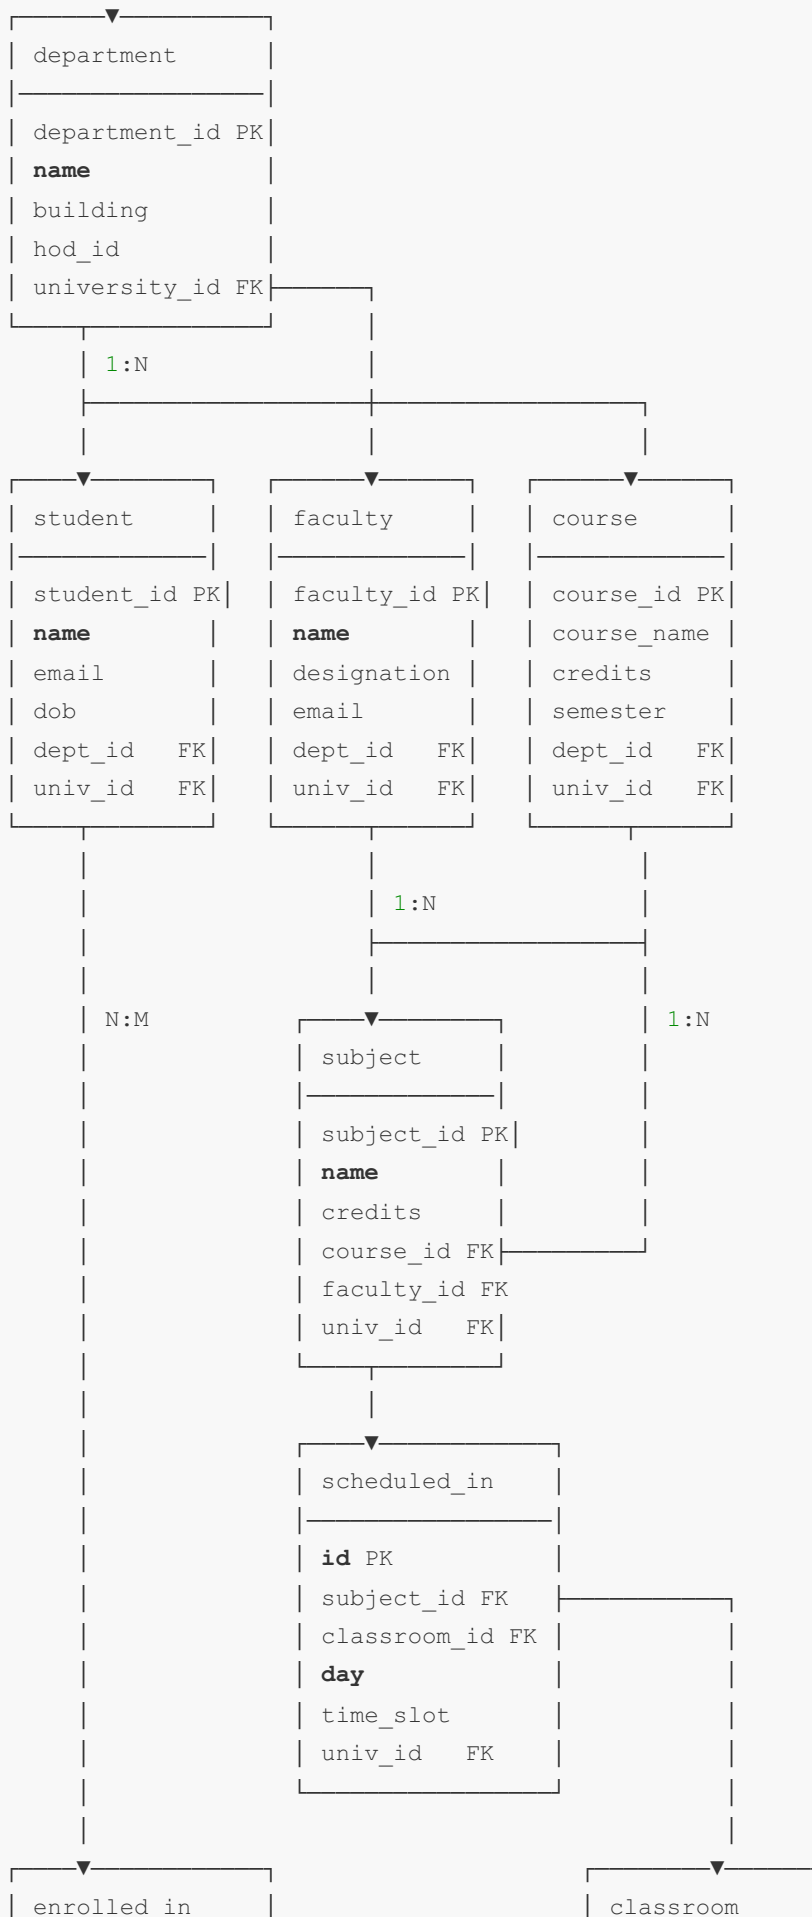 department
department_id PK
name
building
hod_id
university_id FK
1:N
student faculty course
student_id PK faculty_id PK course_id PK
name name course_name
email designation credits
dob email semester
dept_id FK dept_id FK dept_id FK
univ_id FK univ_id FK univ_id FK
1:N
N:M 1:N
subject
subject_id PK
name
credits
course_id FK
faculty_id FK
univ_id FK
scheduled_in
id PK
subject_id FK
classroom_id FK
day
time_slot
univ_id FK
enrolled_in classroom